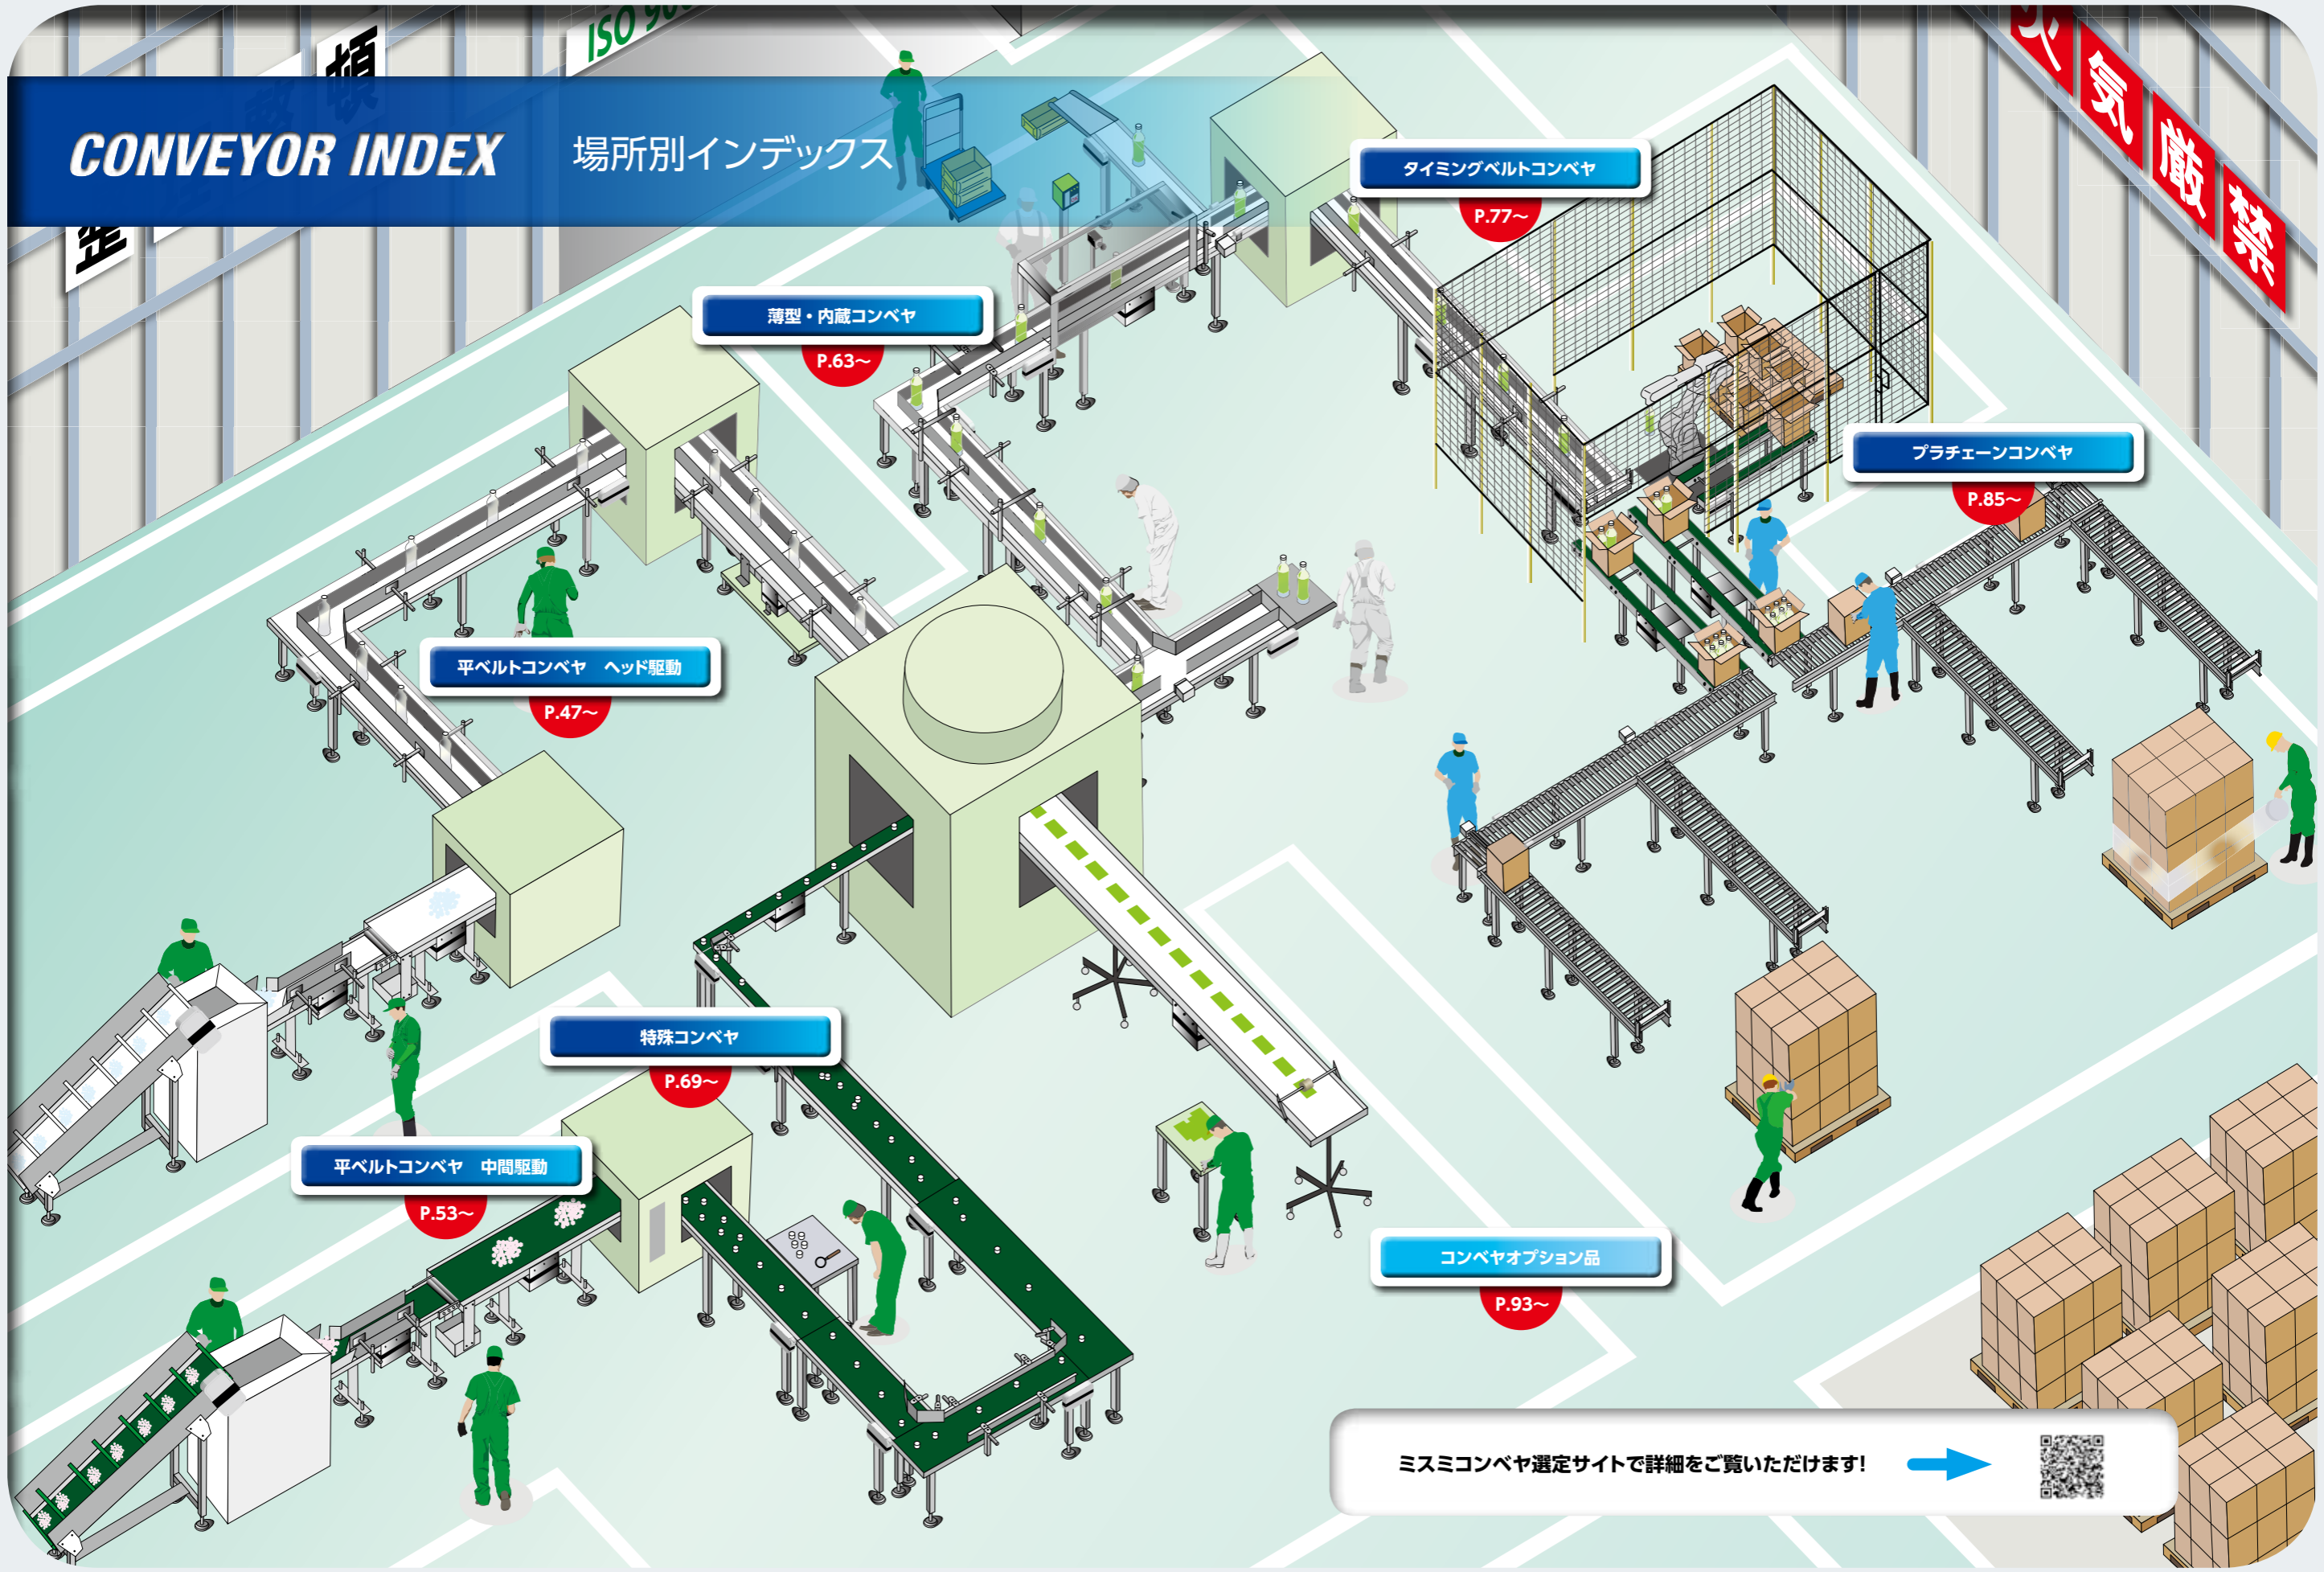 ISO 90
整
頓
火気厳禁
CONVEYOR INDEX 場所別インデックス
タイミングベルトコンベヤ
P.77～
薄型・内蔵コンベヤ
P.63～
プラチェーンコンベヤ
P.85～
平ベルトコンベヤ ヘッド駆動
P.47～
特殊コンベヤ
P.69～
平ベルトコンベヤ 中間駆動
P.53～
コンベヤオプション品
P.93～
ミスミコンベヤ選定サイトで詳細をご覧いただけます!